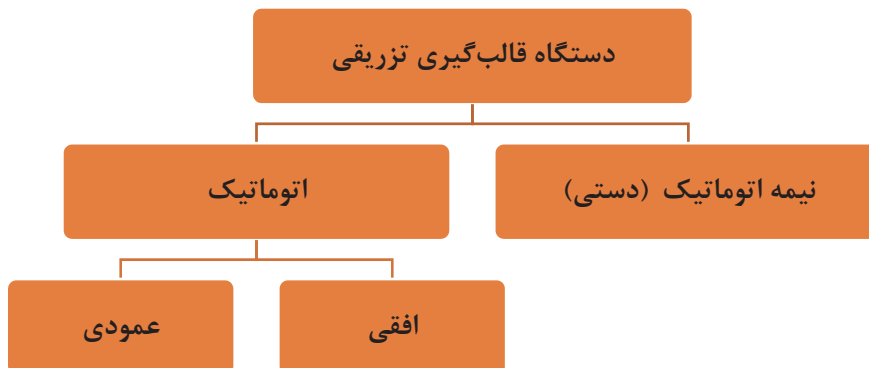 دستگاه قالب‌گیری تزریقی
نیمه اتوماتیک (دستی)
اتوماتیک
افقی
عمودی